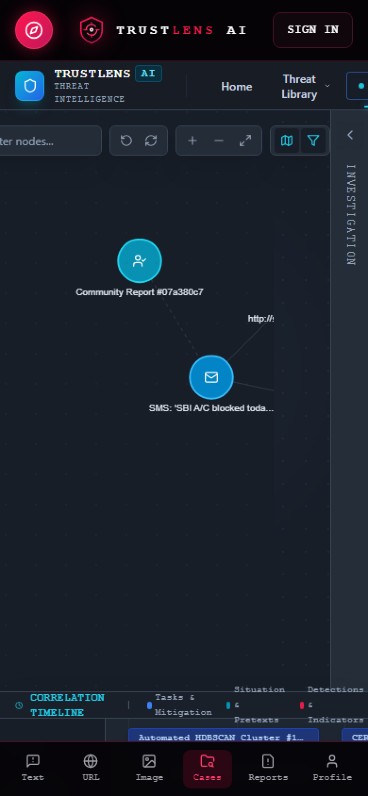 TRUSTLENS AI
SIGN IN
TRUSTLENS AI
THREAT
INTELLIGENCE
Home
Threat
Library
ter nodes...
INVESTIGATION
Community Report #07a380c7
http://
SMS: 'SBI A/C blocked toda...
CORRELATION
TIMELINE
Tasks &
Mitigation
Situation
&
Pretexts
Detections
&
Indicators
Automated HDBSCAN Cluster #1...
CER
Text
URL
Image
Cases
Reports
Profile